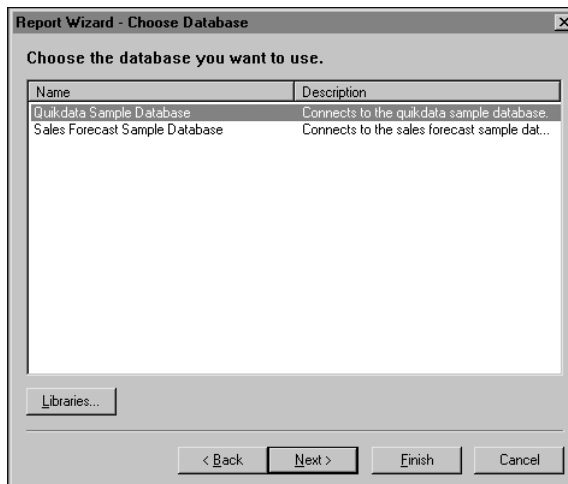 Report Wizard - Choose Database
Choose the database you want to use.
Name Description
Quikdata Sample Database Connects to the quikdata sample database.
Sales Forecast Sample Database Connects to the sales forecast sample dat...
Libraries...
< Back Next > Finish Cancel